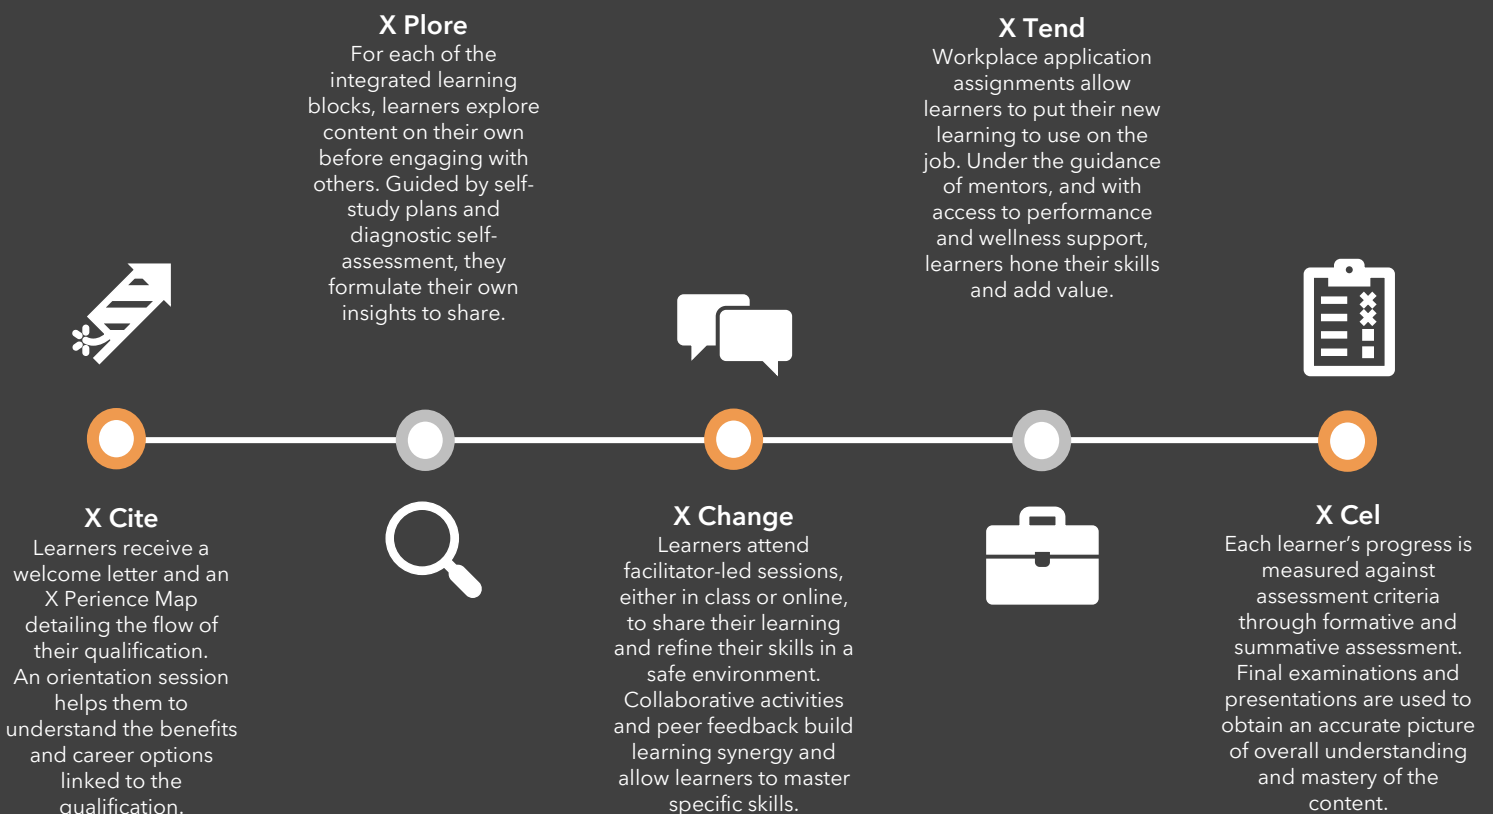 X Plore
For each of the
integrated learning
blocks, learners explore
content on their own
before engaging with
others. Guided by self-
study plans and
diagnostic self-
assessment, they
formulate their own
insights to share.
X Tend
Workplace application
assignments allow
learners to put their new
learning to use on the
job. Under the guidance
of mentors, and with
access to performance
and wellness support,
learners hone their skills
and add value.
X Cite
Learners receive a
welcome letter and an
X Perience Map
detailing the flow of
their qualification.
An orientation session
helps them to
understand the benefits
and career options
linked to the
qualification.
X Change
Learners attend
facilitator-led sessions,
either in class or online,
to share their learning
and refine their skills in a
safe environment.
Collaborative activities
and peer feedback build
learning synergy and
allow learners to master
specific skills.
X Cel
Each learner’s progress is
measured against
assessment criteria
through formative and
summative assessment.
Final examinations and
presentations are used to
obtain an accurate picture
of overall understanding
and mastery of the
content.